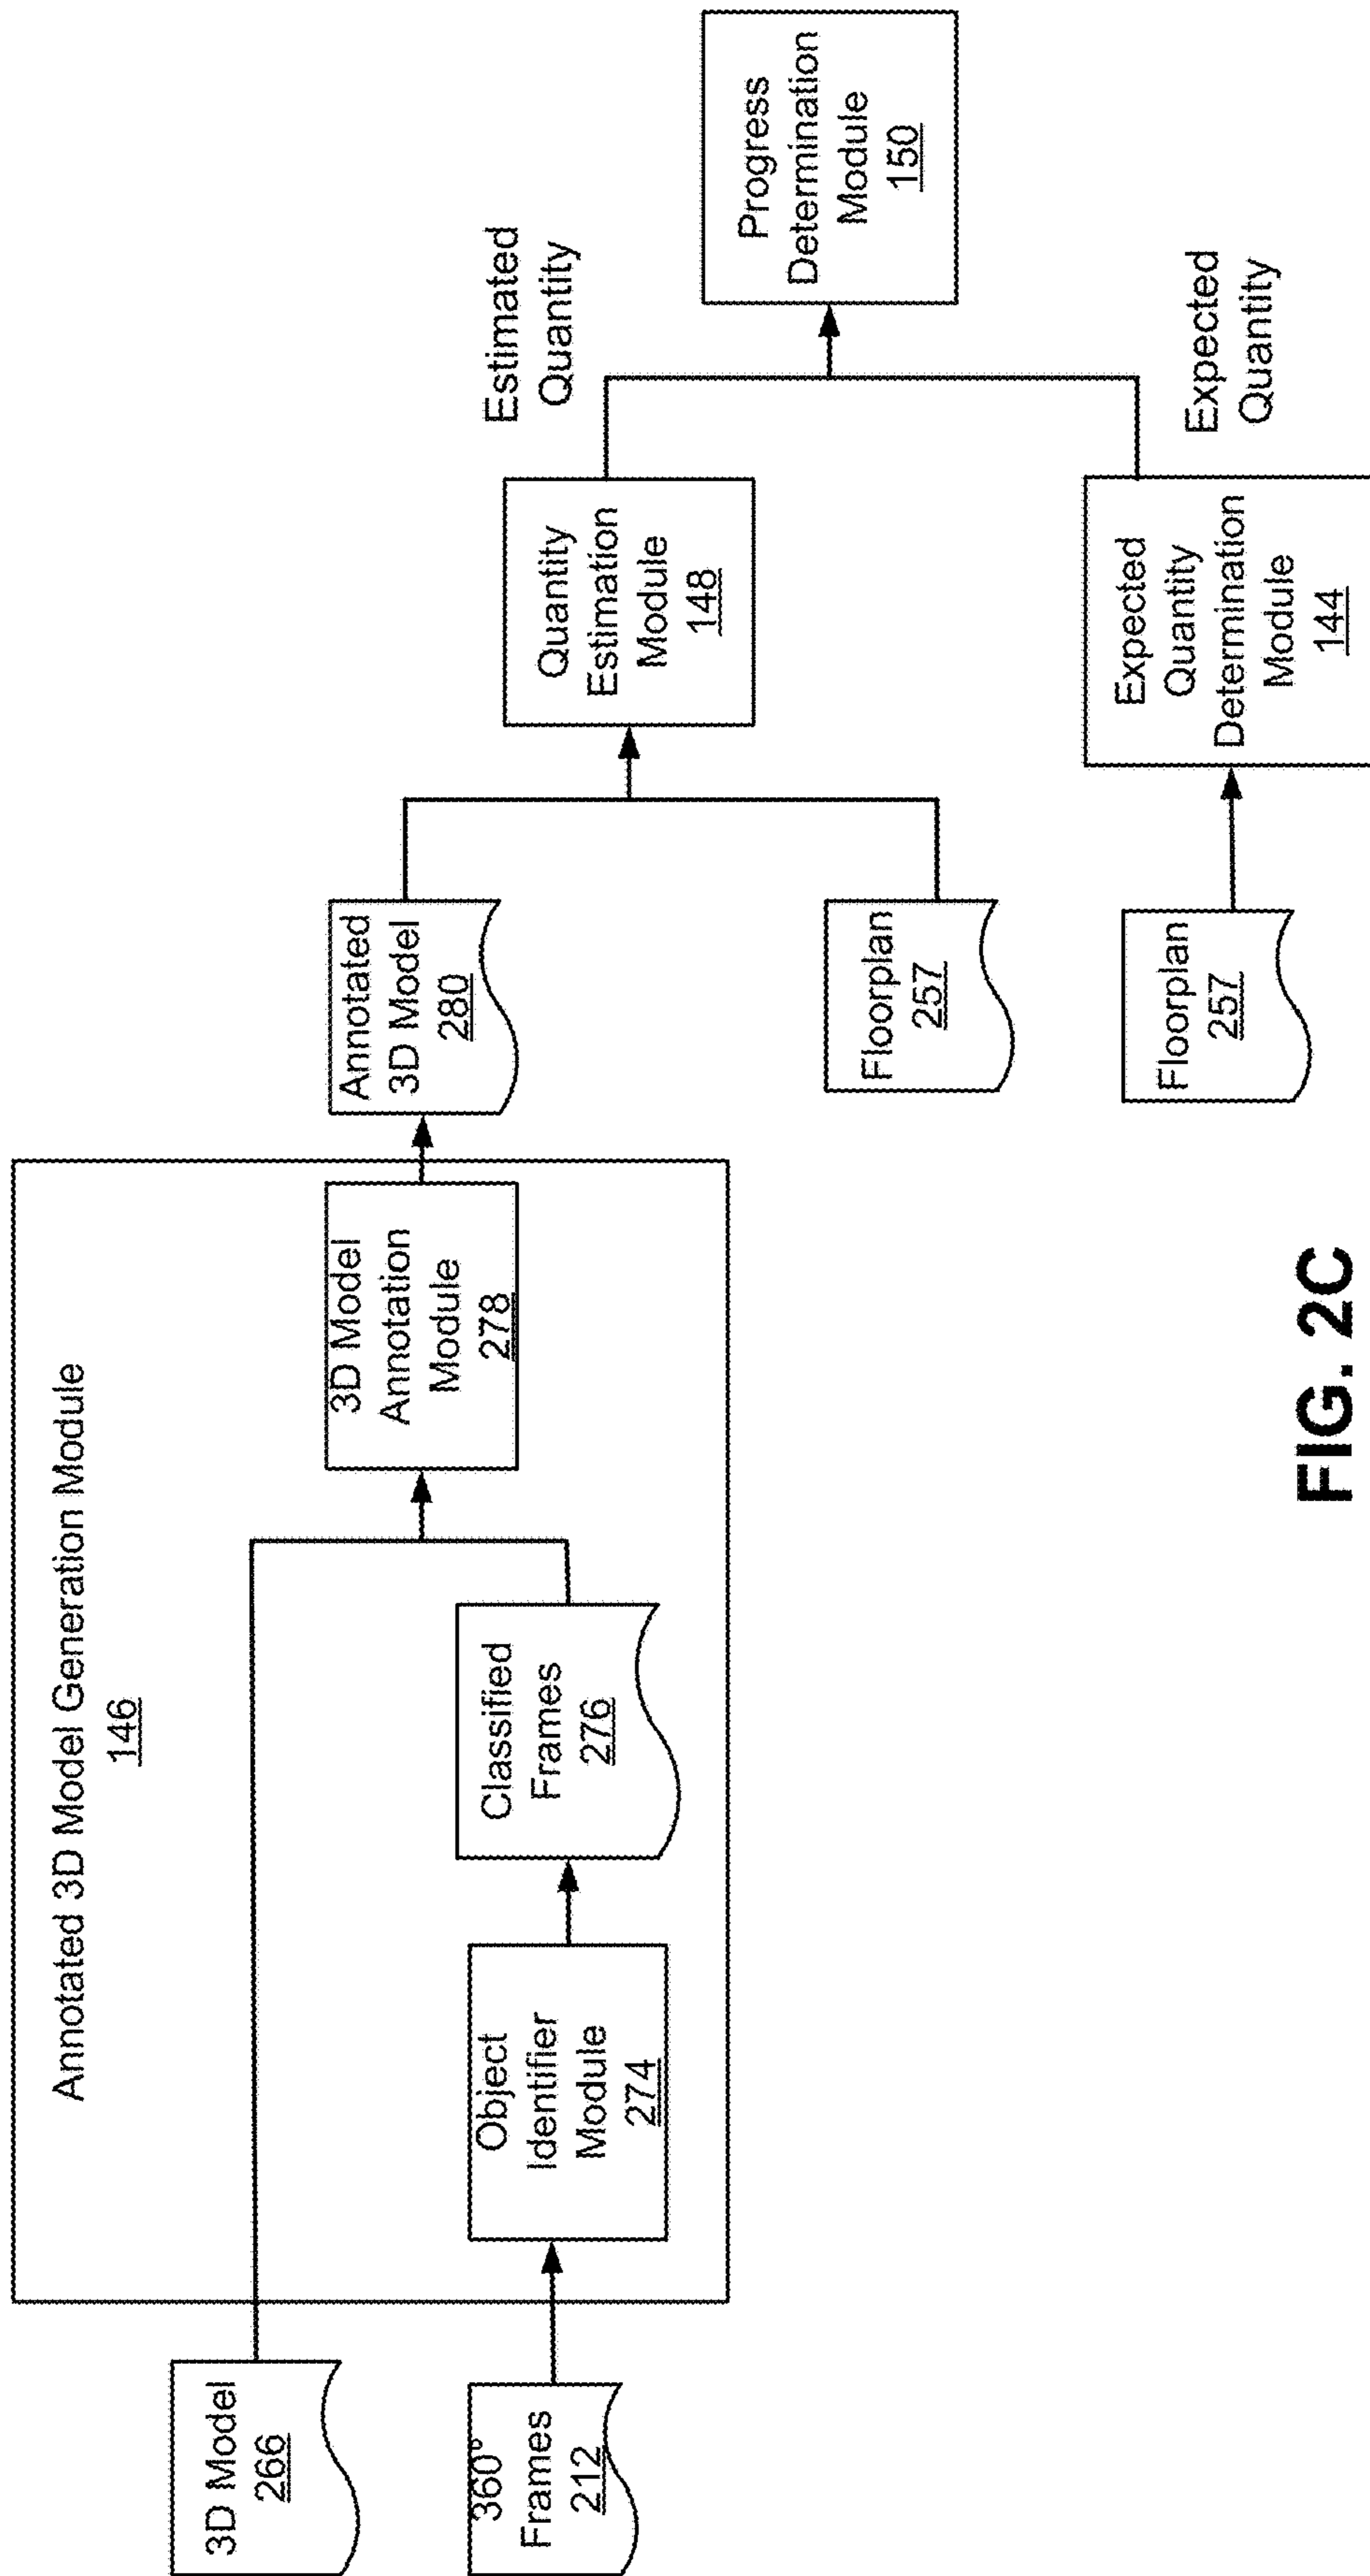 Annotated 3D Model Generation Module
146
3D Model
266
360°
Frames
212
Object
Identifier
Module
274
Classified
Frames
276
3D Model
Annotation
Module
278
Annotated
3D Model
280
Floorplan
257
Floorplan
257
Quantity
Estimation
Module
148
Expected
Quantity
Determination
Module
144
Estimated
Quantity
Expected
Quantity
Progress
Determination
Module
150
FIG. 2C